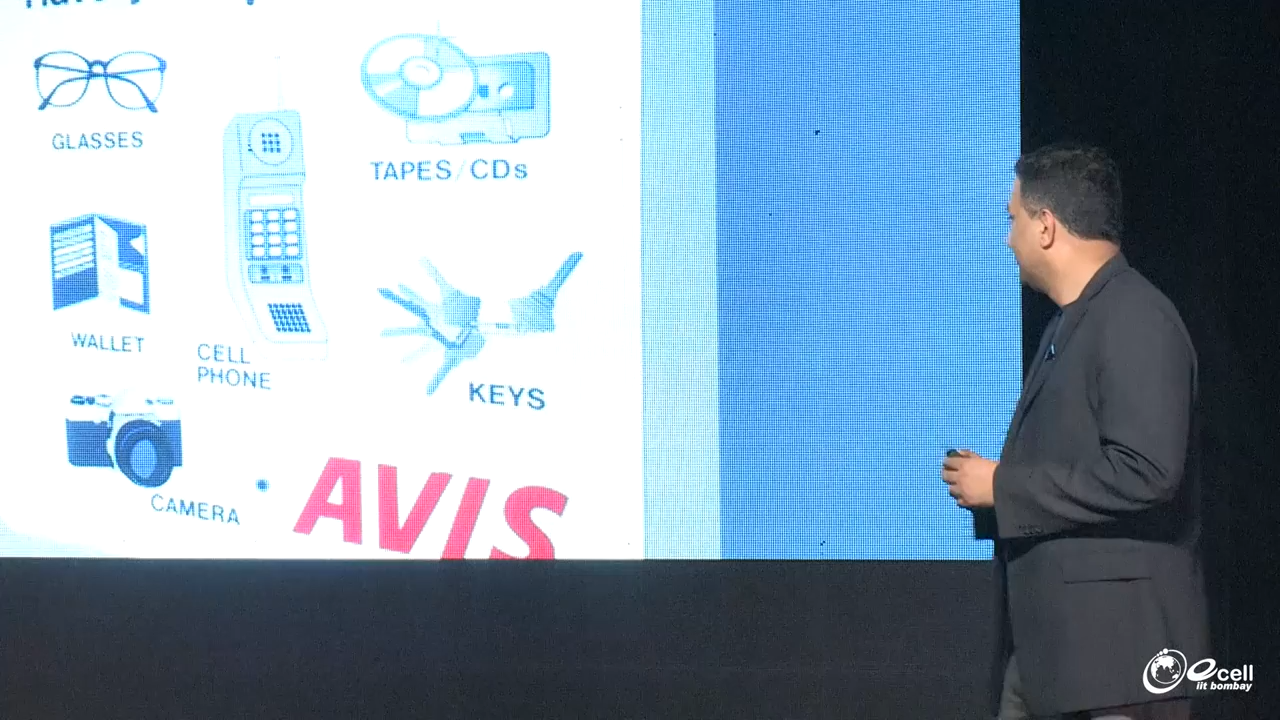 GLASSES
TAPES/CDs
WALLET
CELL
PHONE
KEYS
CAMERA
AVIS
ecell
iit bombay